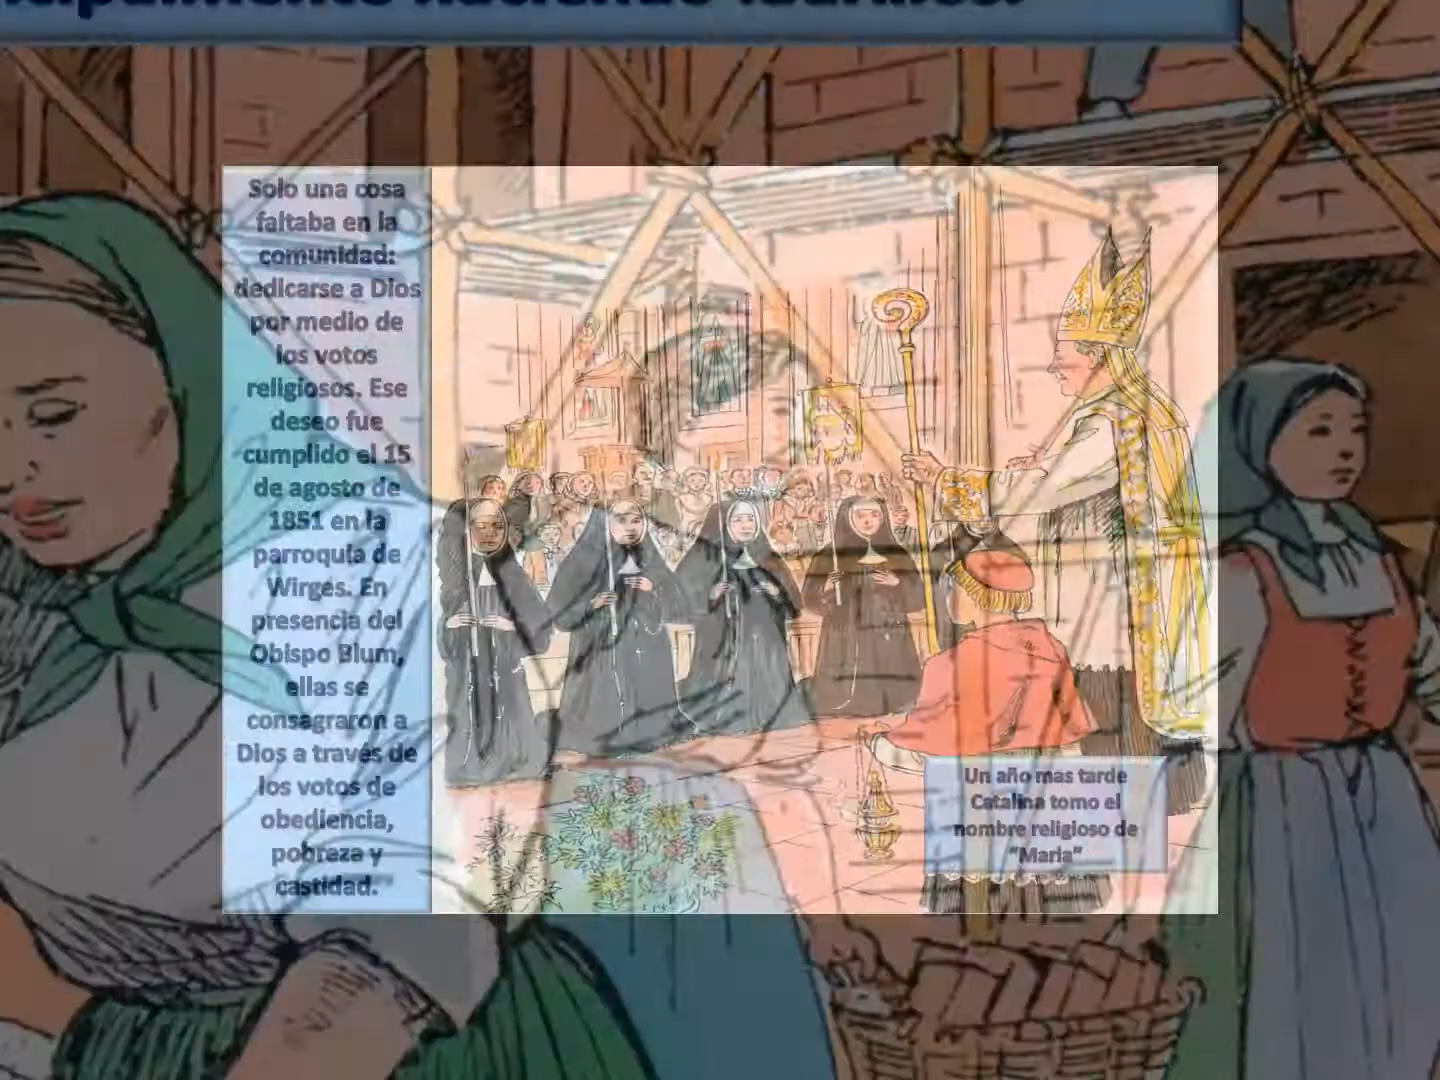 ladrillos.
Solo una cosa
faltaba en la
comunidad:
dedicarse a Dios
por medio de
los votos
religiosos. Ese
deseo fue
cumplido el 15
de agosto de
1851 en la
parroquia de
Wirges. En
presencia del
Obispo Blum,
ellas se
consagraron a
Dios a través de
los votos de
obediencia,
pobreza y
castidad.
Un año mas tarde
Catalina tomo el
nombre religioso de
"Maria"